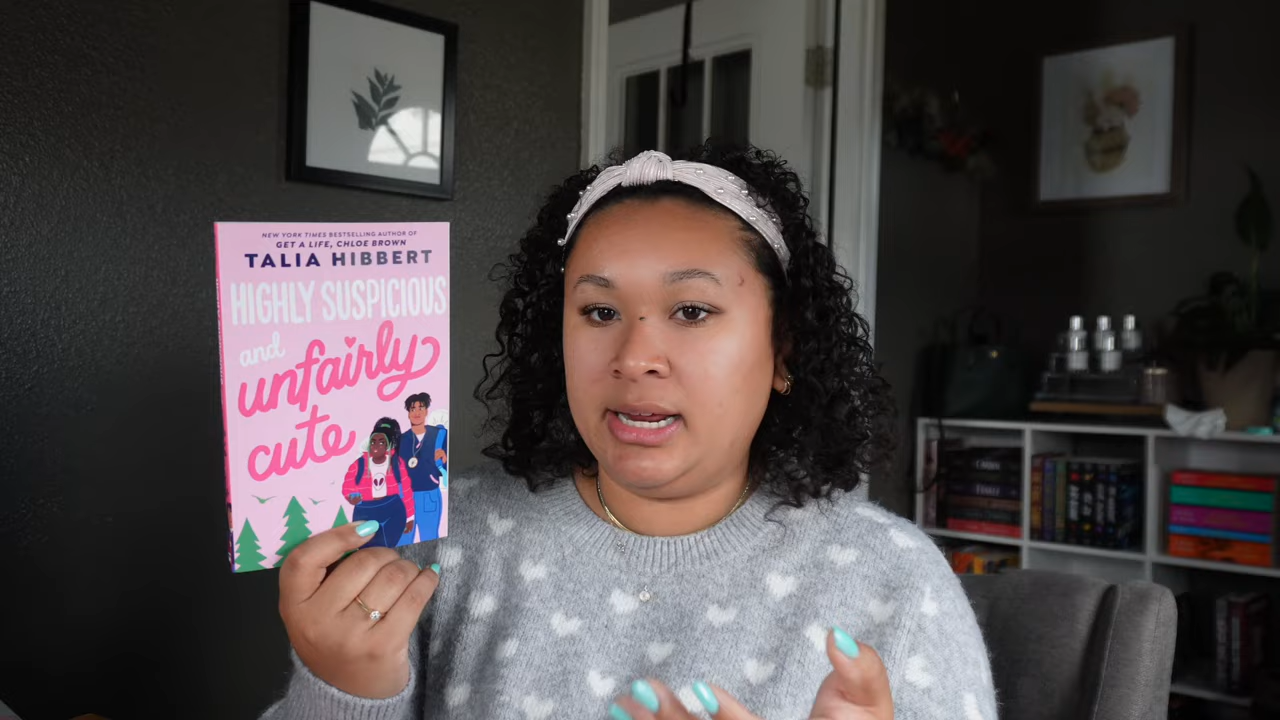 NEW YORK TIMES BESTSELLING AUTHOR OF
GET A LIFE, CHLOE BROWN
TALIA HIBBERT
HIGHLY SUSPICIOUS
and
unfairly
cute